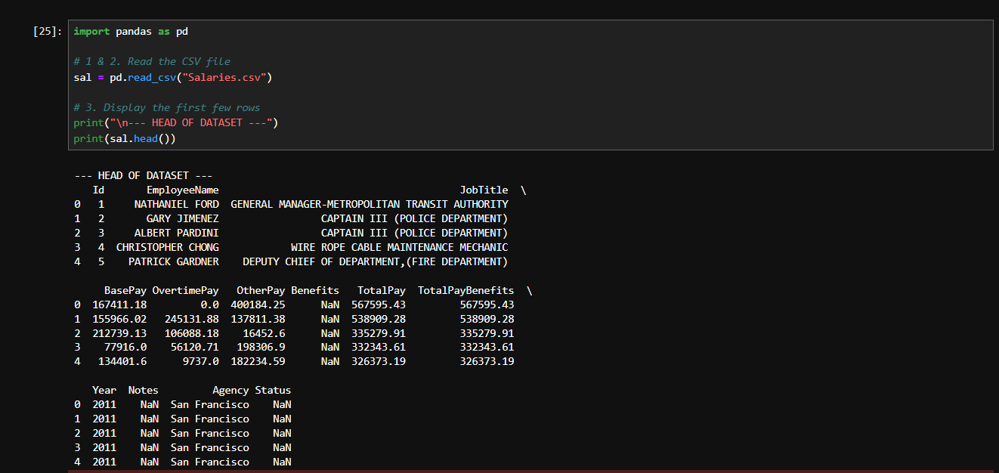 [25]: import pandas as pd
# 1 & 2. Read the CSV file
sal = pd.read_csv("Salaries.csv")
# 3. Display the first few rows
print("\n--- HEAD OF DATASET ---")
print(sal.head())
--- HEAD OF DATASET ---
Id EmployeeName JobTitle \
0 1 NATHANIEL FORD GENERAL MANAGER-METROPOLITAN TRANSIT AUTHORITY
1 2 GARY JIMENEZ CAPTAIN III (POLICE DEPARTMENT)
2 3 ALBERT PARDINI CAPTAIN III (POLICE DEPARTMENT)
3 4 CHRISTOPHER CHONG WIRE ROPE CABLE MAINTENANCE MECHANIC
4 5 PATRICK GARDNER DEPUTY CHIEF OF DEPARTMENT,(FIRE DEPARTMENT)
BasePay OvertimePay OtherPay Benefits TotalPay TotalPayBenefits \
0 167411.18 0.0 400184.25 NaN 567595.43 567595.43
1 155966.02 245131.88 137811.38 NaN 538909.28 538909.28
2 212739.13 106088.18 16452.6 NaN 335279.91 335279.91
3 77916.0 56120.71 198306.9 NaN 332343.61 332343.61
4 134401.6 9737.0 182234.59 NaN 326373.19 326373.19
Year Notes Agency Status
0 2011 NaN San Francisco NaN
1 2011 NaN San Francisco NaN
2 2011 NaN San Francisco NaN
3 2011 NaN San Francisco NaN
4 2011 NaN San Francisco NaN